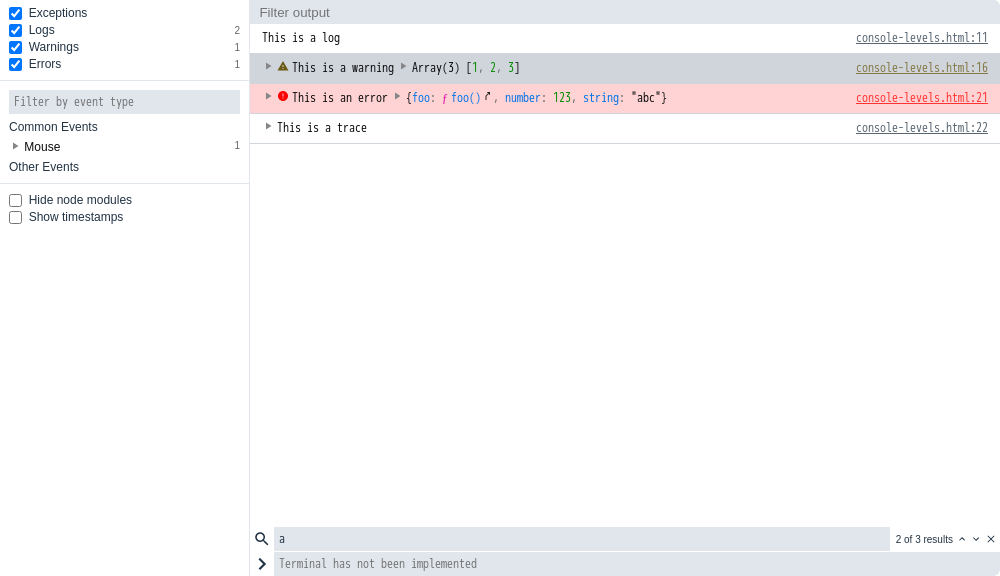 Exceptions
Logs 2
Warnings 1
Errors 1
Filter by event type
Common Events
Mouse 1
Other Events
Hide node modules
Show timestamps
Filter output
This is a log console-levels.html:11
This is a warning Array(3) [1, 2, 3] console-levels.html:16
This is an error {foo: ƒ foo() , number: 123, string: "abc"} console-levels.html:21
This is a trace console-levels.html:22
a 2 of 3 results
Terminal has not been implemented